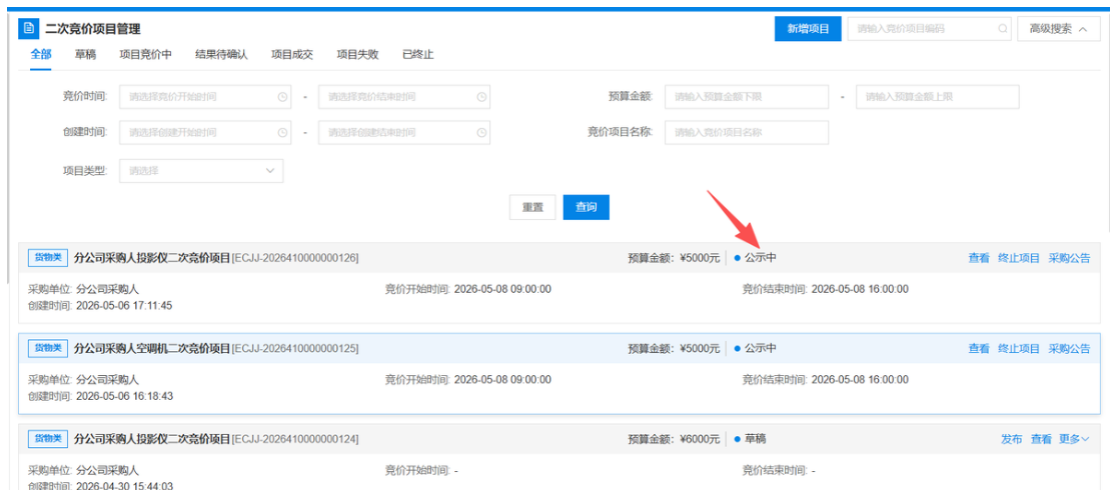 二次竞价项目管理 新增项目 请输入竞价项目编码 高级搜索
全部 草稿 项目竞价中 结果待确认 项目成交 项目失败 已终止
竞价时间: 请选择竞价开始时间 - 请选择竞价结束时间 预算金额: 请输入预算金额下限 - 请输入预算金额上限
创建时间: 请选择创建开始时间 - 请选择创建结束时间 竞价项目名称: 请输入竞价项目名称
项目类型: 请选择
重置 查询
货物类 分公司采购人投影仪二次竞价项目[ECJJ-2026410000000126] 预算金额: ¥5000元 公示中 查看 终止项目 采购公告
采购单位: 分公司采购人 竞价开始时间: 2026-05-08 09:00:00 竞价结束时间: 2026-05-08 16:00:00
创建时间: 2026-05-06 17:11:45
货物类 分公司采购人空调机二次竞价项目[ECJJ-2026410000000125] 预算金额: ¥5000元 公示中 查看 终止项目 采购公告
采购单位: 分公司采购人 竞价开始时间: 2026-05-08 09:00:00 竞价结束时间: 2026-05-08 16:00:00
创建时间: 2026-05-06 16:18:43
货物类 分公司采购人投影仪二次竞价项目[ECJJ-2026410000000124] 预算金额: ¥6000元 草稿 发布 查看 更多
采购单位: 分公司采购人 竞价开始时间: - 竞价结束时间: -
创建时间: 2026-04-30 15:44:03